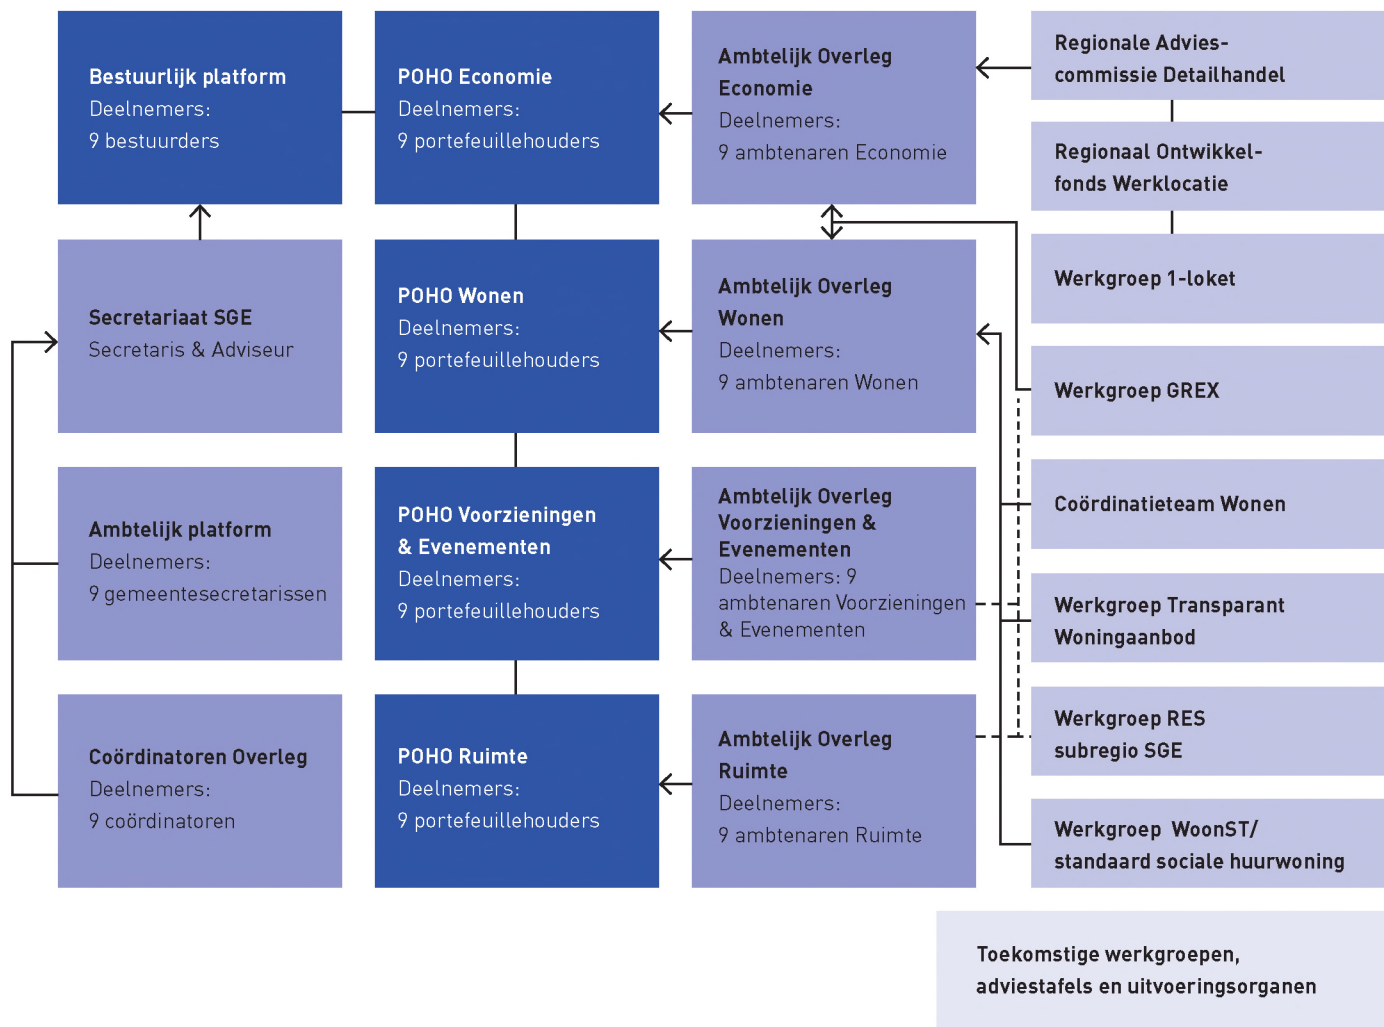 Bestuurlijk platform
Deelnemers:
9 bestuurders
POHO Economie
Deelnemers:
9 portefeuillehouders
Ambtelijk Overleg
Economie
Deelnemers:
9 ambtenaren Economie
Regionale Advies-
commissie Detailhandel
Regionaal Ontwikkel-
fonds Werklocatie
Secretariaat SGE
Secretaris & Adviseur
POHO Wonen
Deelnemers:
9 portefeuillehouders
Ambtelijk Overleg
Wonen
Deelnemers:
9 ambtenaren Wonen
Werkgroep 1-loket
Werkgroep GREX
Ambtelijk platform
Deelnemers:
9 gemeentesecretarissen
POHO Voorzieningen
& Evenementen
Deelnemers:
9 portefeuillehouders
Ambtelijk Overleg
Voorzieningen &
Evenementen
Deelnemers: 9
ambtenaren Voorzieningen
& Evenementen
Coördinatieteam Wonen
Werkgroep Transparant
Woningaanbod
Coördinatoren Overleg
Deelnemers:
9 coördinatoren
POHO Ruimte
Deelnemers:
9 portefeuillehouders
Ambtelijk Overleg
Ruimte
Deelnemers:
9 ambtenaren Ruimte
Werkgroep RES
subregio SGE
Werkgroep WoonST/
standaard sociale huurwoning
Toekomstige werkgroepen,
adviestafels en uitvoeringsorganen